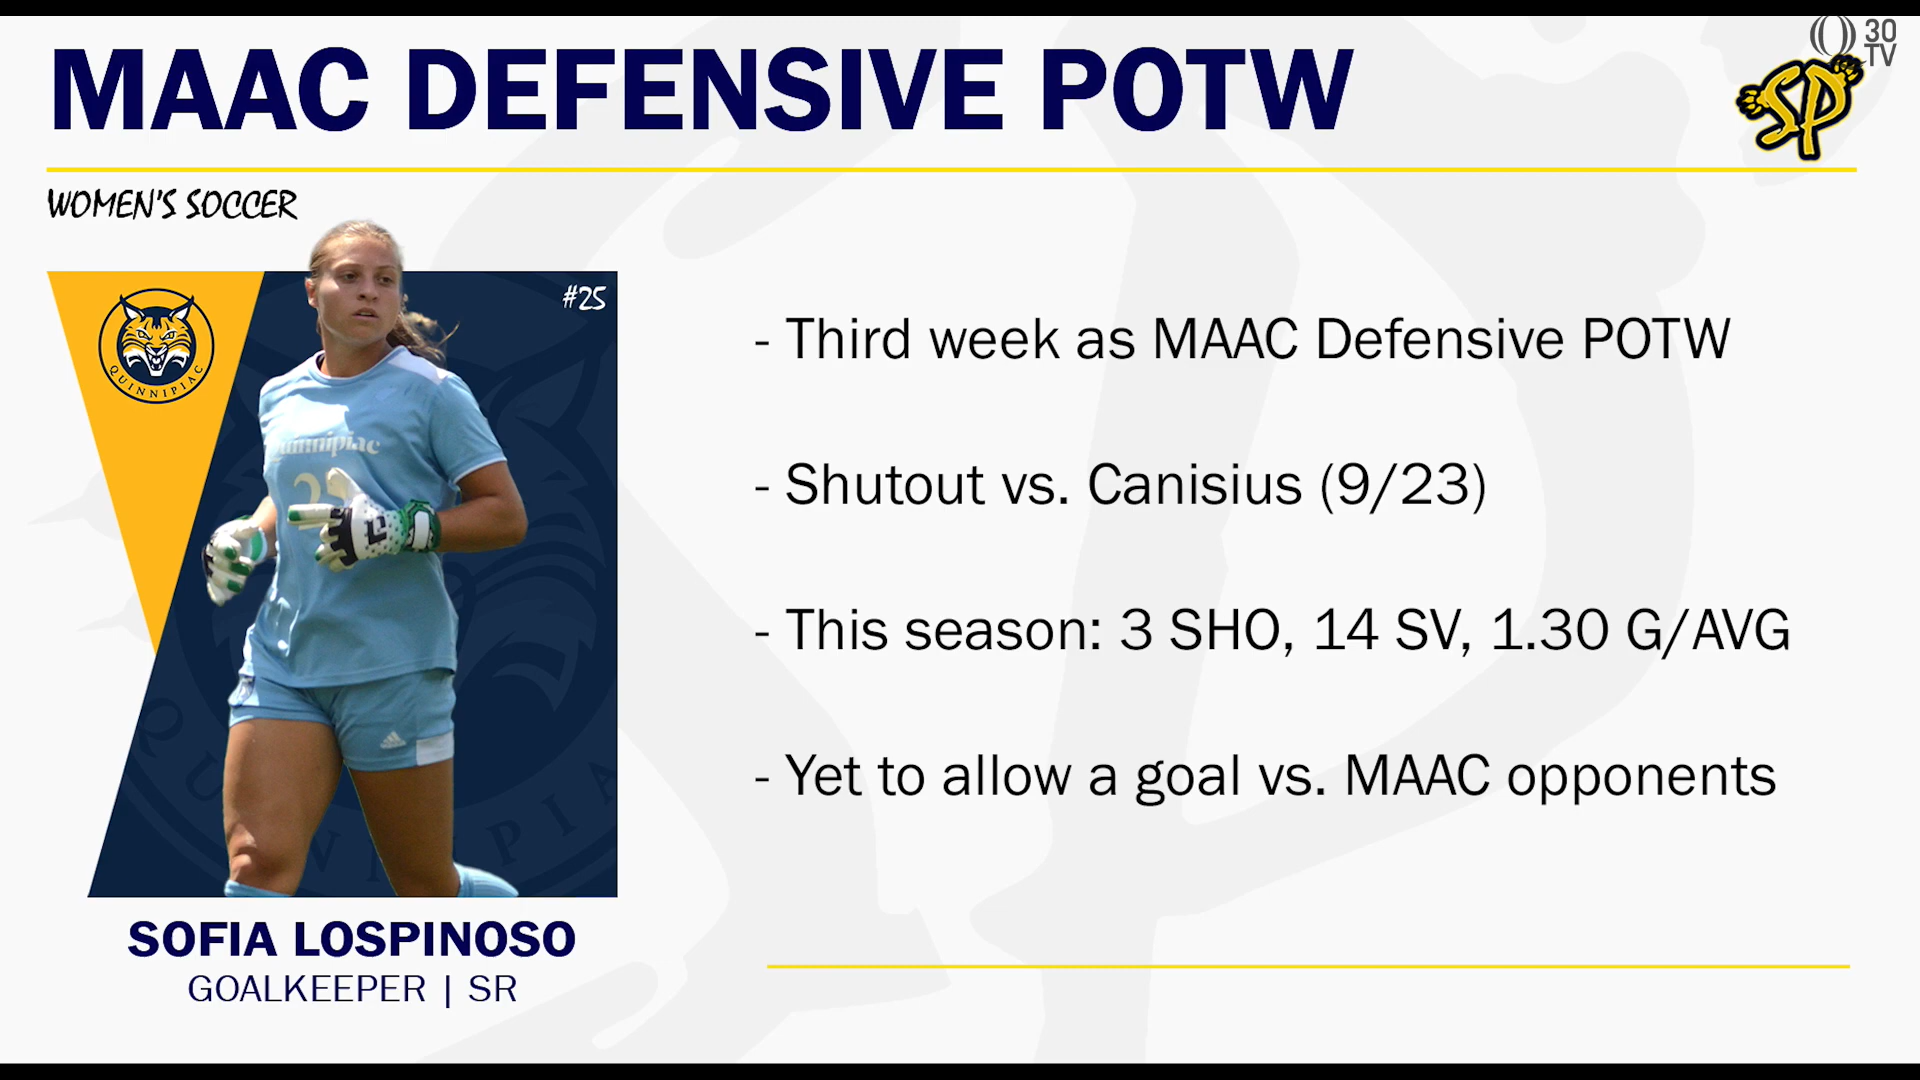 MAAC DEFENSIVE POTW
30
TV
SP
WOMEN'S SOCCER
#25
QUINNIPIAC
- Third week as MAAC Defensive POTW
- Shutout vs. Canisius (9/23)
- This season: 3 SHO, 14 SV, 1.30 G/AVG
- Yet to allow a goal vs. MAAC opponents
SOFIA LOSPINOSO
GOALKEEPER | SR